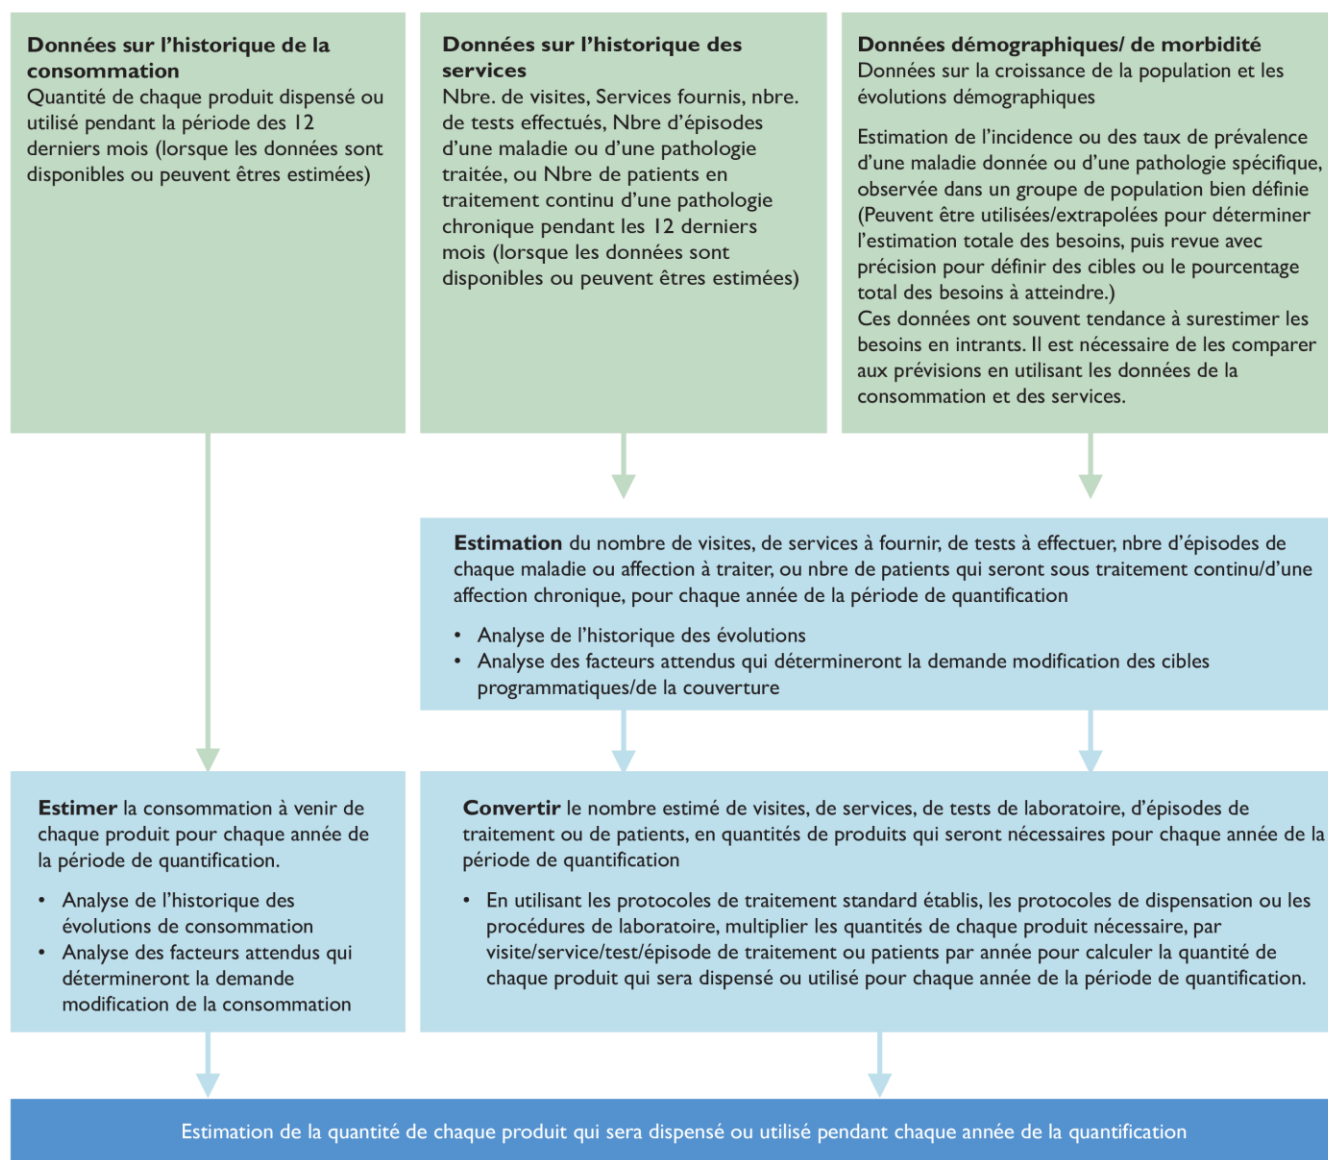 Données sur l'historique de la
consommation
Quantité de chaque produit dispensé ou
utilisé pendant la période des 12
derniers mois (lorsque les données sont
disponibles ou peuvent êtres estimées)
Données sur l'historique des
services
Nbre. de visites, Services fournis, nbre.
de tests effectués, Nbre d'épisodes
d'une maladie ou d'une pathologie
traitée, ou Nbre de patients en
traitement continu d'une pathologie
chronique pendant les 12 derniers
mois (lorsque les données sont
disponibles ou peuvent êtres estimées)
Données démographiques/ de morbidité
Données sur la croissance de la population et les
évolutions démographiques
Estimation de l'incidence ou des taux de prévalence
d'une maladie donnée ou d'une pathologie spécifique,
observée dans un groupe de population bien définie
(Peuvent être utilisées/extrapolées pour déterminer
l'estimation totale des besoins, puis revue avec
précision pour définir des cibles ou le pourcentage
total des besoins à atteindre.)
Ces données ont souvent tendance à surestimer les
besoins en intrants. Il est nécessaire de les comparer
aux prévisions en utilisant les données de la
consommation et des services.
Estimation du nombre de visites, de services à fournir, de tests à effectuer, nbre d'épisodes de
chaque maladie ou affection à traiter, ou nbre de patients qui seront sous traitement continu/d'une
affection chronique, pour chaque année de la période de quantification
• Analyse de l'historique des évolutions
• Analyse des facteurs attendus qui détermineront la demande modification des cibles
programmatiques/de la couverture
Estimer la consommation à venir de
chaque produit pour chaque année de
la période de quantification.
• Analyse de l'historique des
évolutions de consommation
• Analyse des facteurs attendus qui
détermineront la demande
modification de la consommation
Convertir le nombre estimé de visites, de services, de tests de laboratoire, d'épisodes de
traitement ou de patients, en quantités de produits qui seront nécessaires pour chaque année de la
période de quantification
• En utilisant les protocoles de traitement standard établis, les protocoles de dispensation ou les
procédures de laboratoire, multiplier les quantités de chaque produit nécessaire, par
visite/service/test/épisode de traitement ou patients par année pour calculer la quantité de
chaque produit qui sera dispensé ou utilisé pour chaque année de la période de quantification.
Estimation de la quantité de chaque produit qui sera dispensé ou utilisé pendant chaque année de la quantification